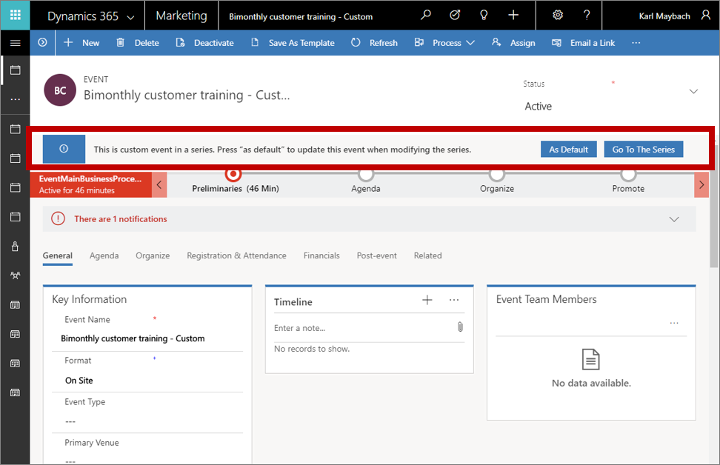 Dynamics 365 Marketing Bimonthly customer training - Custom Karl Maybach
New Delete Deactivate Save As Template Refresh Process Assign Email a Link ...
BC
EVENT
Bimonthly customer training - Cust...
Status *
Active
This is custom event in a series. Press "as default" to update this event when modifying the series. As Default Go To The Series
EventMainBusinessProce...
Active for 46 minutes
Preliminaries (46 Min) Agenda Organize Promote
There are 1 notifications
General Agenda Organize Registration & Attendance Financials Post-event Related
Key Information
Event Name *
Bimonthly customer training - Custom
Format *
On Site
Event Type
---
Primary Venue
---
Timeline
Enter a note...
No records to show.
Event Team Members
...
No data available.